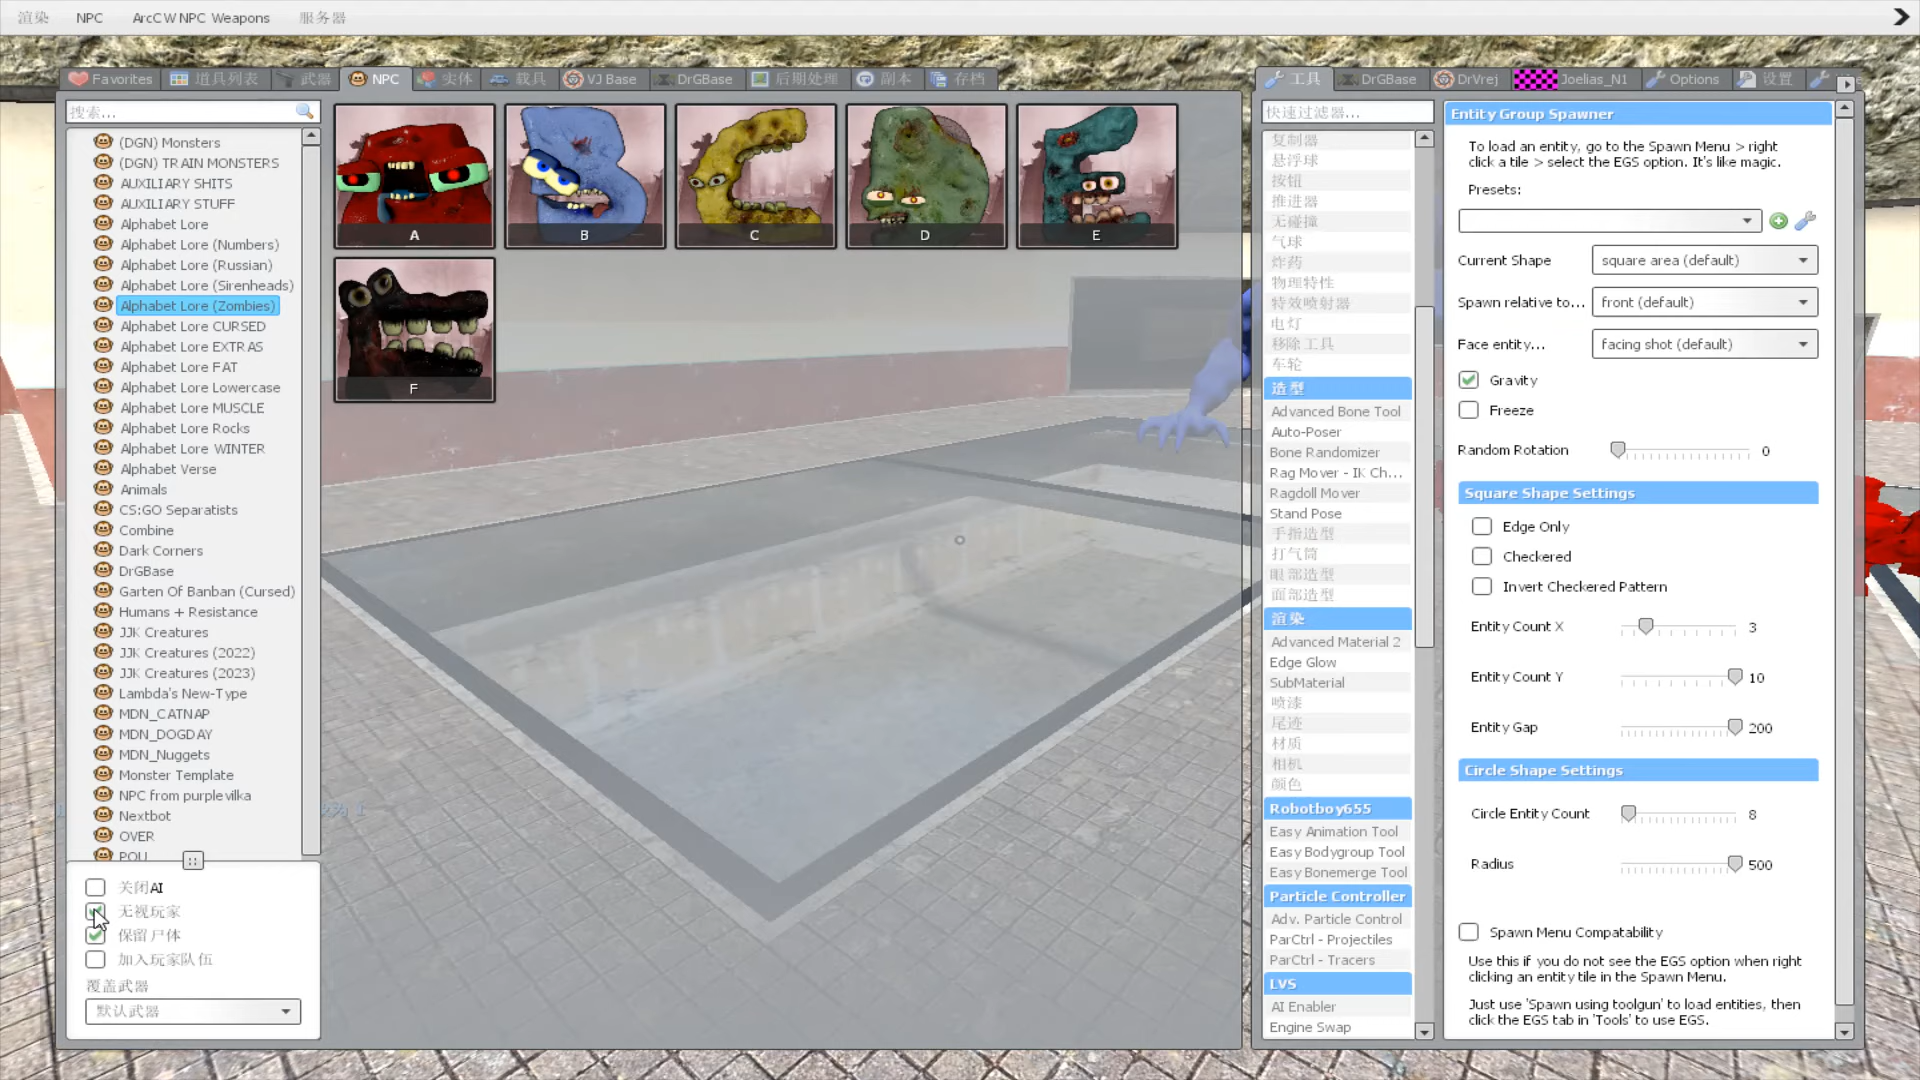 渲染 NPC ArcCW NPC Weapons 服务器
Favorites 道具列表 武器 NPC 实体 载具 VJ Base DrGBase 后期处理 副本 存档
搜索...
(DGN) Monsters
(DGN) TRAIN MONSTERS
AUXILIARY SHITS
AUXILIARY STUFF
Alphabet Lore
Alphabet Lore (Numbers)
Alphabet Lore (Russian)
Alphabet Lore (Sirenheads)
Alphabet Lore (Zombies)
Alphabet Lore CURSED
Alphabet Lore EXTRAS
Alphabet Lore FAT
Alphabet Lore Lowercase
Alphabet Lore MUSCLE
Alphabet Lore Rocks
Alphabet Lore WINTER
Alphabet Verse
Animals
CS:GO Separatists
Combine
Dark Corners
DrGBase
Garten Of Banban (Cursed)
Humans + Resistance
JJK Creatures
JJK Creatures (2022)
JJK Creatures (2023)
Lambda's New-Type
MDN_CATNAP
MDN_DOGDAY
MDN_Nuggets
Monster Template
NPC from purplevilka
Nextbot
OVER
POU
关闭AI
无视玩家
保留尸体
加入玩家队伍
覆盖武器
默认武器
A
B
C
D
E
F
工具 DrGBase DrVrej Joelias_N1 Options 设置
快速过滤器...
复制器
悬浮球
按钮
推进器
无碰撞
气球
炸药
物理特性
特效喷射器
电灯
移除工具
车轮
造型
Advanced Bone Tool
Auto-Poser
Bone Randomizer
Rag Mover - IK Ch...
Ragdoll Mover
Stand Pose
手指造型
打气筒
眼部造型
面部造型
渲染
Advanced Material 2
Edge Glow
SubMaterial
喷漆
尾迹
材质
相机
颜色
Robotboy655
Easy Animation Tool
Easy Bodygroup Tool
Easy Bonemerge Tool
Particle Controller
Adv. Particle Control
ParCtrl - Projectiles
ParCtrl - Tracers
LVS
AI Enabler
Engine Swap
Entity Group Spawner
To load an entity, go to the Spawn Menu > right
click a tile > select the EGS option. It's like magic.
Presets:
Current Shape square area (default)
Spawn relative to... front (default)
Face entity... facing shot (default)
Gravity
Freeze
Random Rotation 0
Square Shape Settings
Edge Only
Checkered
Invert Checkered Pattern
Entity Count X 3
Entity Count Y 10
Entity Gap 200
Circle Shape Settings
Circle Entity Count 8
Radius 500
Spawn Menu Compatability
Use this if you do not see the EGS option when right
clicking an entity tile in the Spawn Menu.
Just use 'Spawn using toolgun' to load entities, then
click the EGS tab in 'Tools' to use EGS.